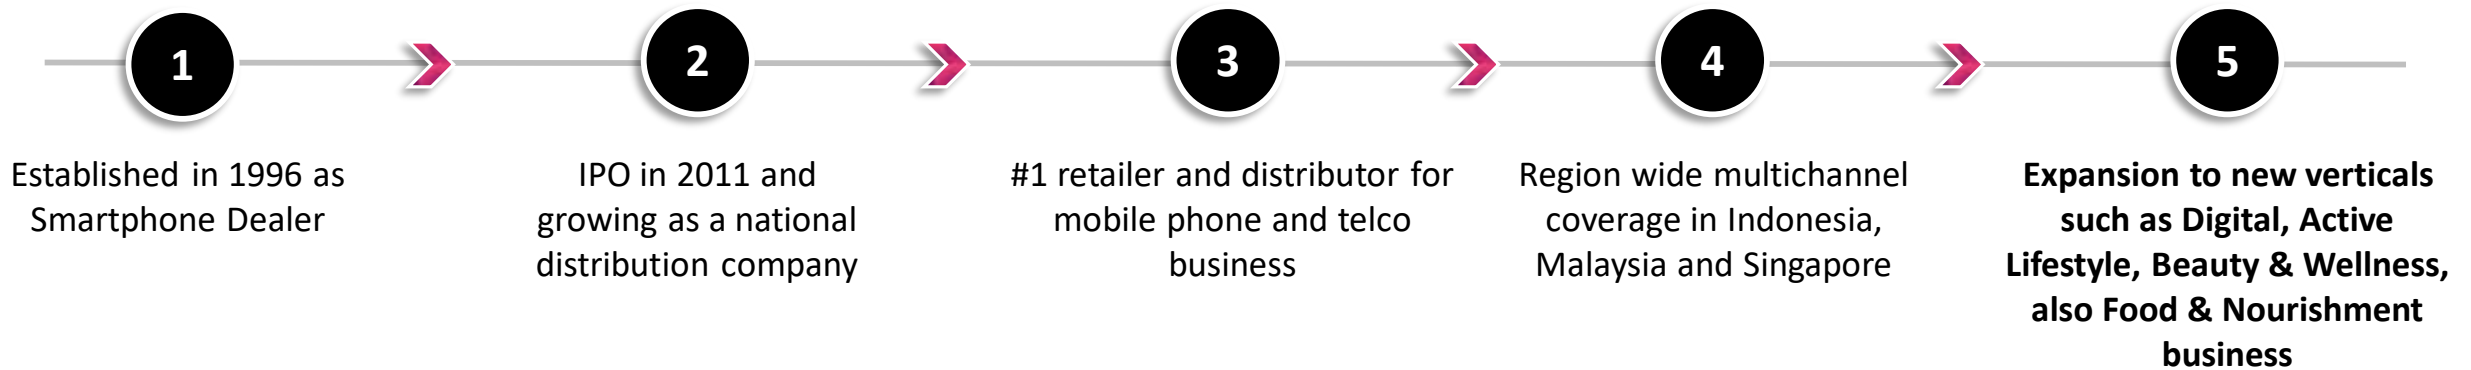 1
Established in 1996 as
Smartphone Dealer
2
IPO in 2011 and
growing as a national
distribution company
3
#1 retailer and distributor for
mobile phone and telco
business
4
Region wide multichannel
coverage in Indonesia,
Malaysia and Singapore
5
Expansion to new verticals
such as Digital, Active
Lifestyle, Beauty & Wellness,
also Food & Nourishment
business